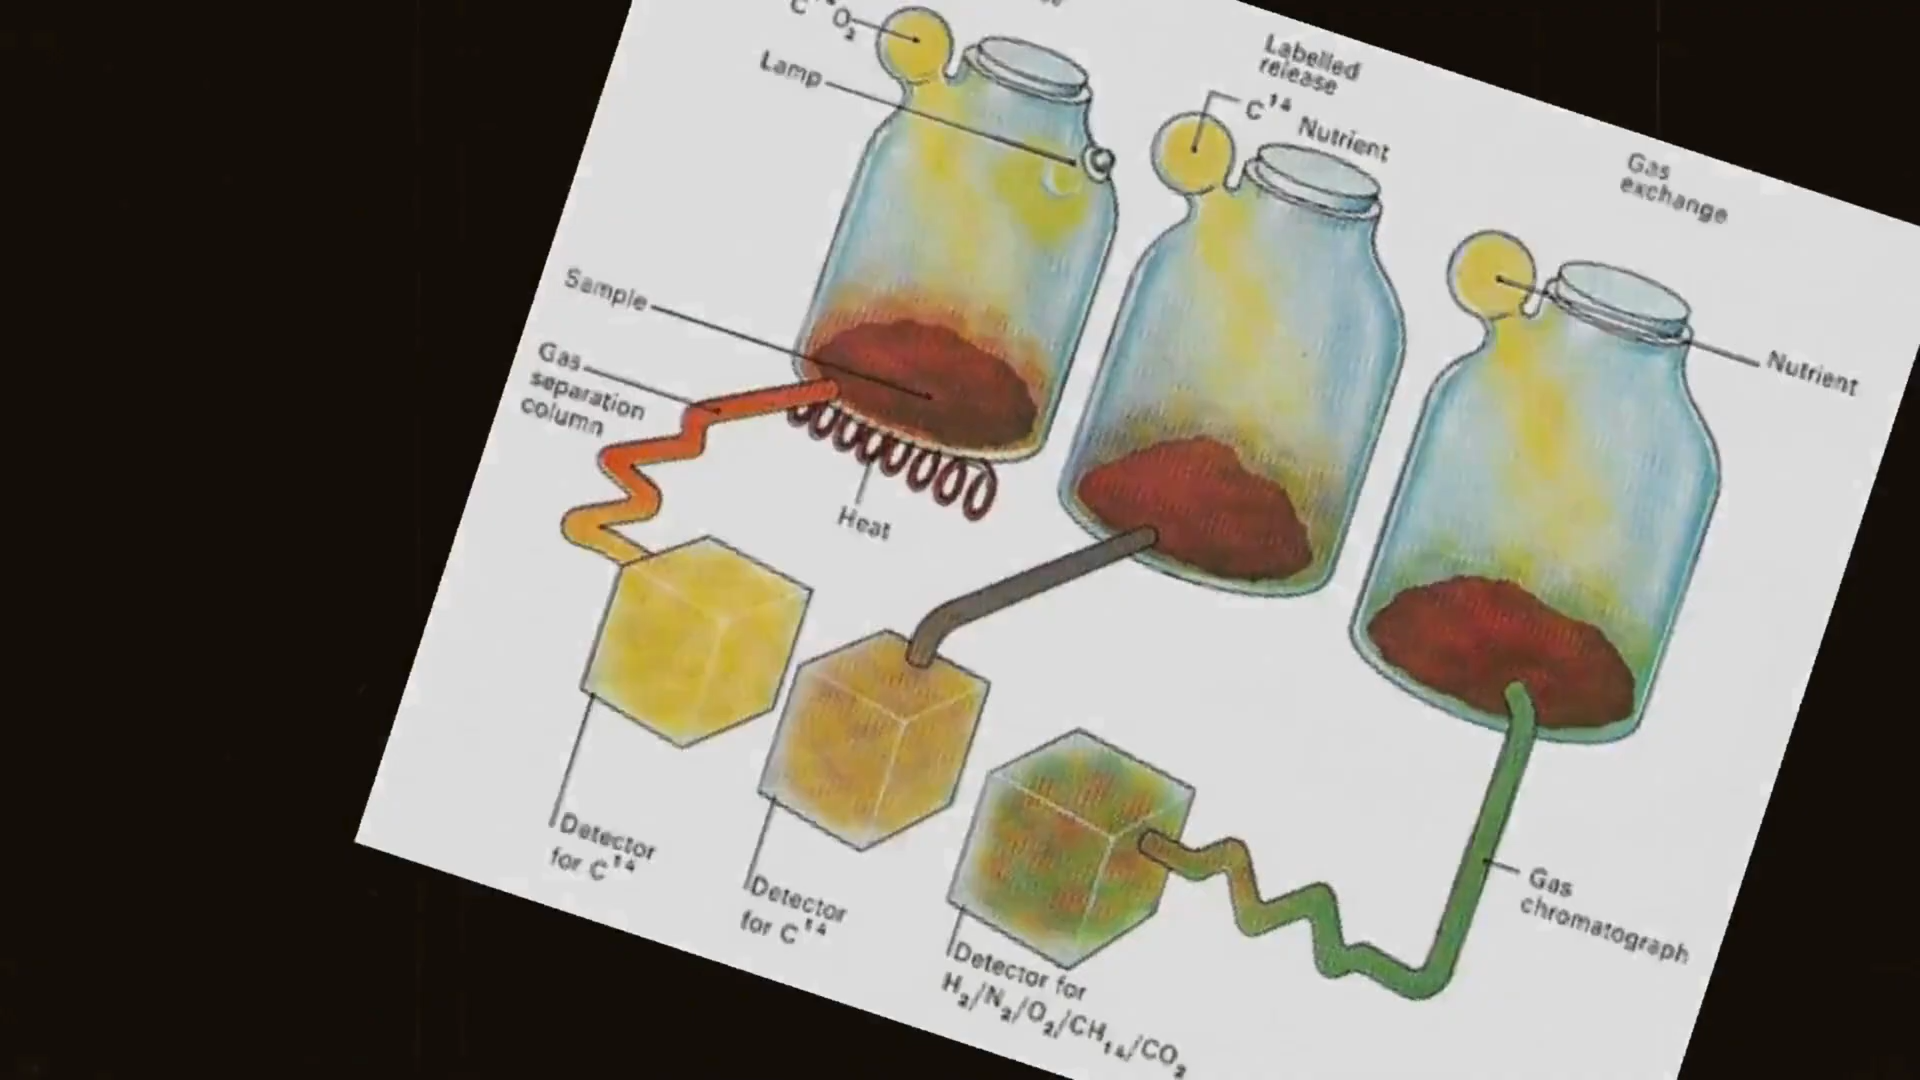 C¹⁴O₂
Lamp
Labelled
release
C¹⁴ Nutrient
Gas
exchange
Nutrient
Sample
Gas
separation
column
Heat
Detector
for C¹⁴
Detector
for C¹⁴
Detector for
H₂/N₂/O₂/CH₁₄/CO₂
Gas
chromatograph